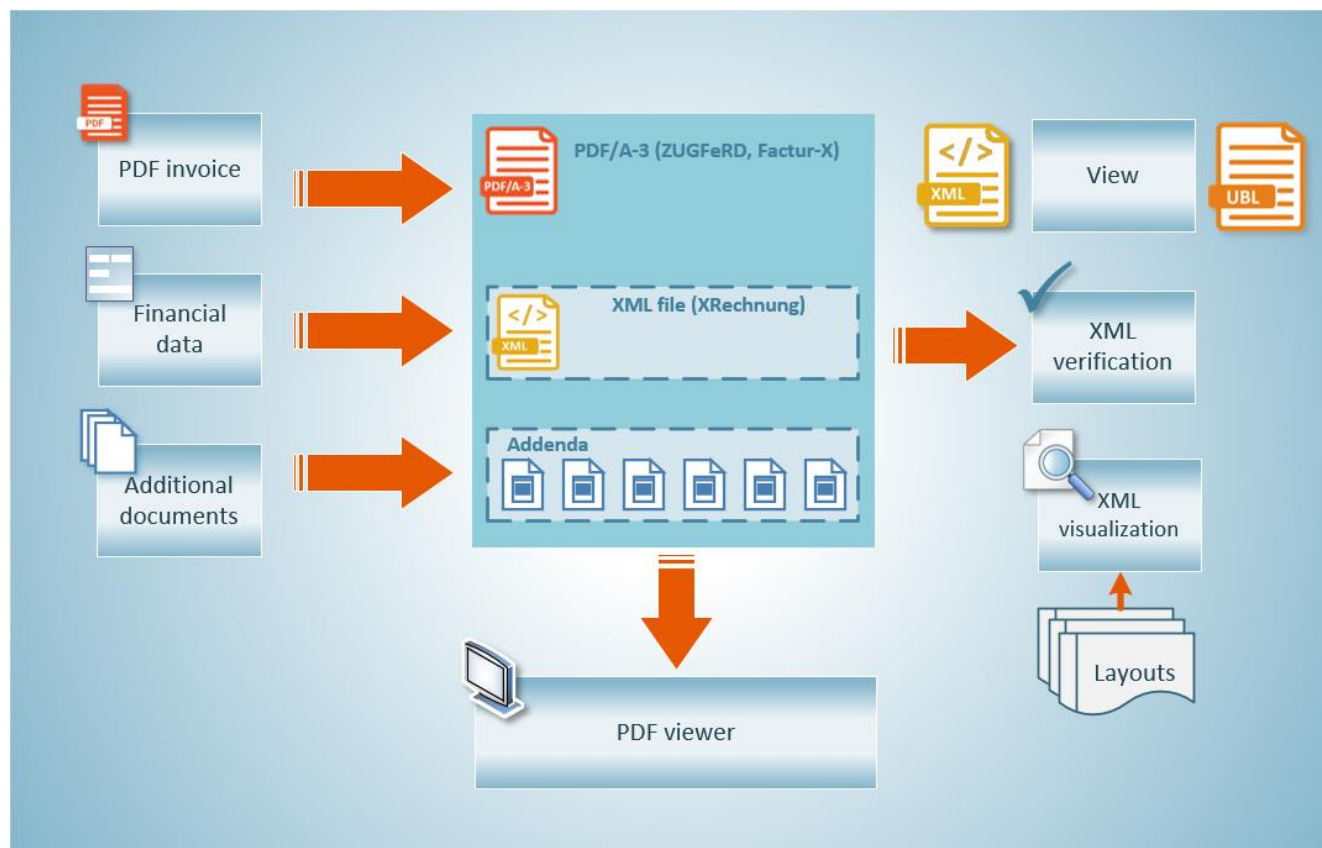 PDF
PDF invoice
Financial
data
Additional
documents
PDF/A-3 (ZUGFeRD, Factur-X)
PDF/A-3
XML file (XRechnung)
</>
XML
Addenda
PDF viewer
</>
XML
View
UBL
XML
verification
XML
visualization
Layouts